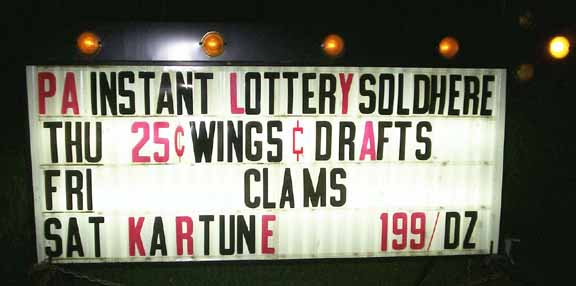 PA INSTANT LOTTERY SOLD HERE
THU 25¢ WINGS ¢ DRAFTS
FRI CLAMS
SAT KARTUNE 199/DZ